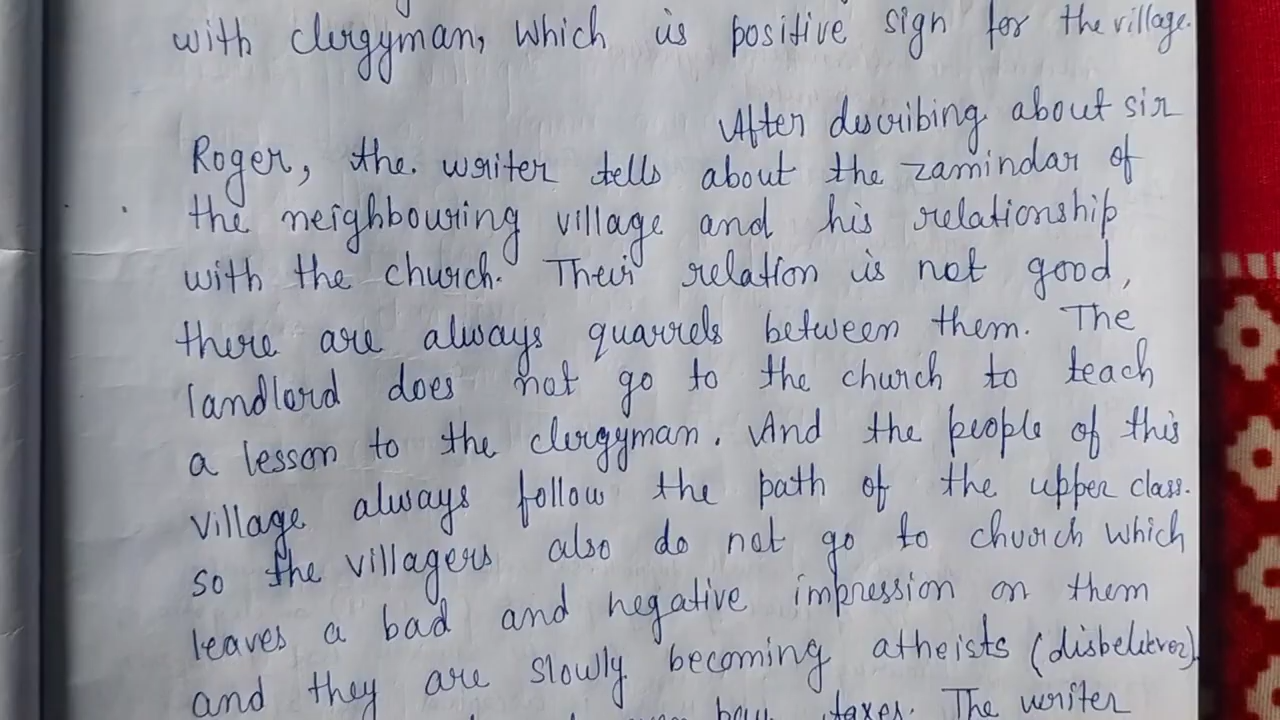 with clergyman, which is positive sign for the village.
After describing about sir
Roger, the writer tells about the zamindar of
the neighbouring village and his relationship
with the church. Their relation is not good,
there are always quarrels between them. The
landlord does not go to the church to teach
a lesson to the clergyman. And the people of this
village always follow the path of the upper class.
so the villagers also do not go to church which
leaves a bad and negative impression on them
and they are slowly becoming atheists (disbeliever)
taxes. The writer